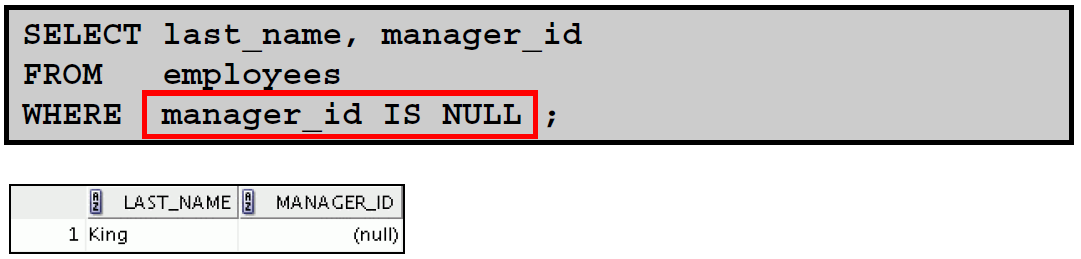 SELECT last_name, manager_id
FROM employees
WHERE manager_id IS NULL ;
A Z LAST_NAME A Z MANAGER_ID
1 King (null)